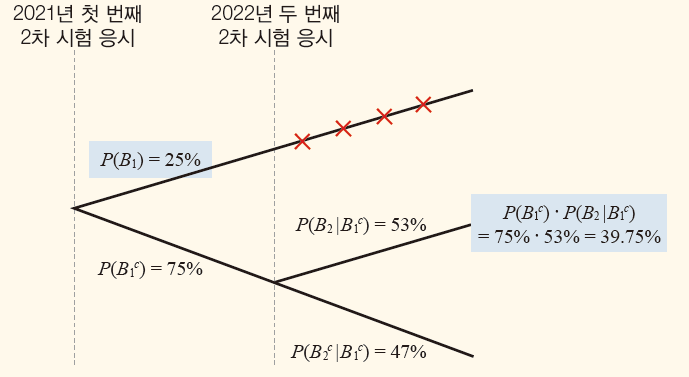 2021년 첫 번째
2차 시험 응시
2022년 두 번째
2차 시험 응시
P(B₁) = 25%
P(B₂|B₁ᶜ) = 53%
P(B₁ᶜ) · P(B₂|B₁ᶜ)
= 75% · 53% = 39.75%
P(B₁ᶜ) = 75%
P(B₂ᶜ|B₁ᶜ) = 47%